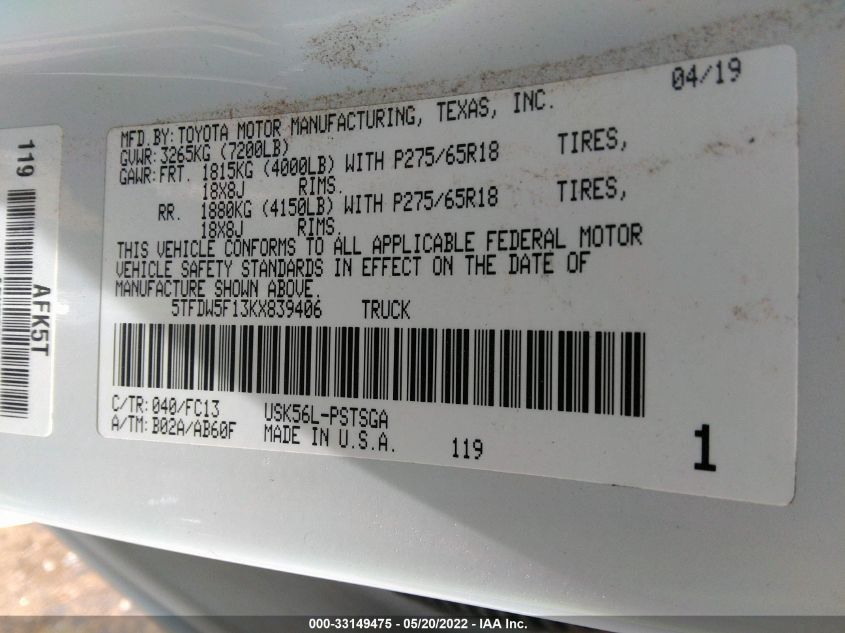 04/19
MFD.BY:TOYOTA MOTOR MANUFACTURING, TEXAS, INC.
GVWR:3265KG (7200LB)
GAWR:FRT. 1815KG (4000LB) WITH P275/65R18 TIRES,
18X8J RIMS.
RR. 1880KG (4150LB) WITH P275/65R18 TIRES,
18X8J RIMS.
THIS VEHICLE CONFORMS TO ALL APPLICABLE FEDERAL MOTOR
VEHICLE SAFETY STANDARDS IN EFFECT ON THE DATE OF
MANUFACTURE SHOWN ABOVE.
5TFDW5F13KX839406 TRUCK
C/TR:040/FC13 USK56L-PSTSGA
A/TM:B02A/AB60F MADE IN U.S.A. 119 1
119
AFK5T
000-33149475 - 05/20/2022 - IAA Inc.